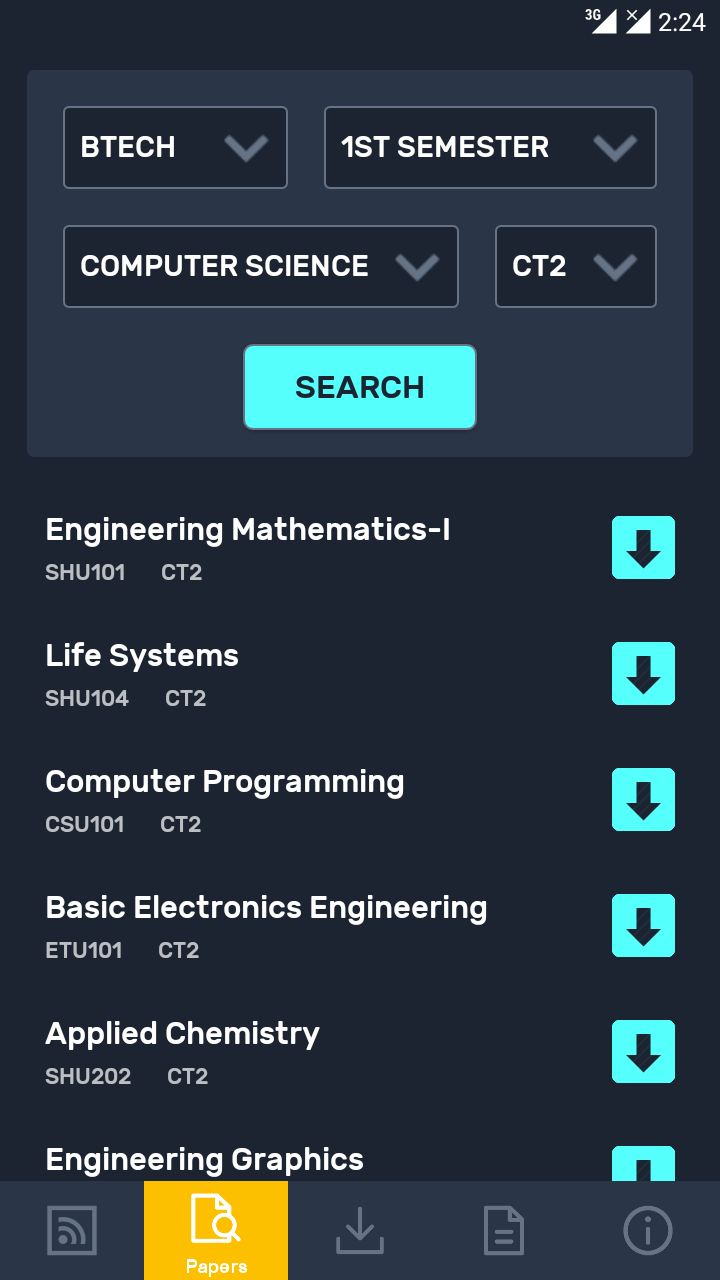 3G 2:24
BTECH 1ST SEMESTER
COMPUTER SCIENCE CT2
SEARCH
Engineering Mathematics-I
SHU101 CT2
Life Systems
SHU104 CT2
Computer Programming
CSU101 CT2
Basic Electronics Engineering
ETU101 CT2
Applied Chemistry
SHU202 CT2
Engineering Graphics
Papers